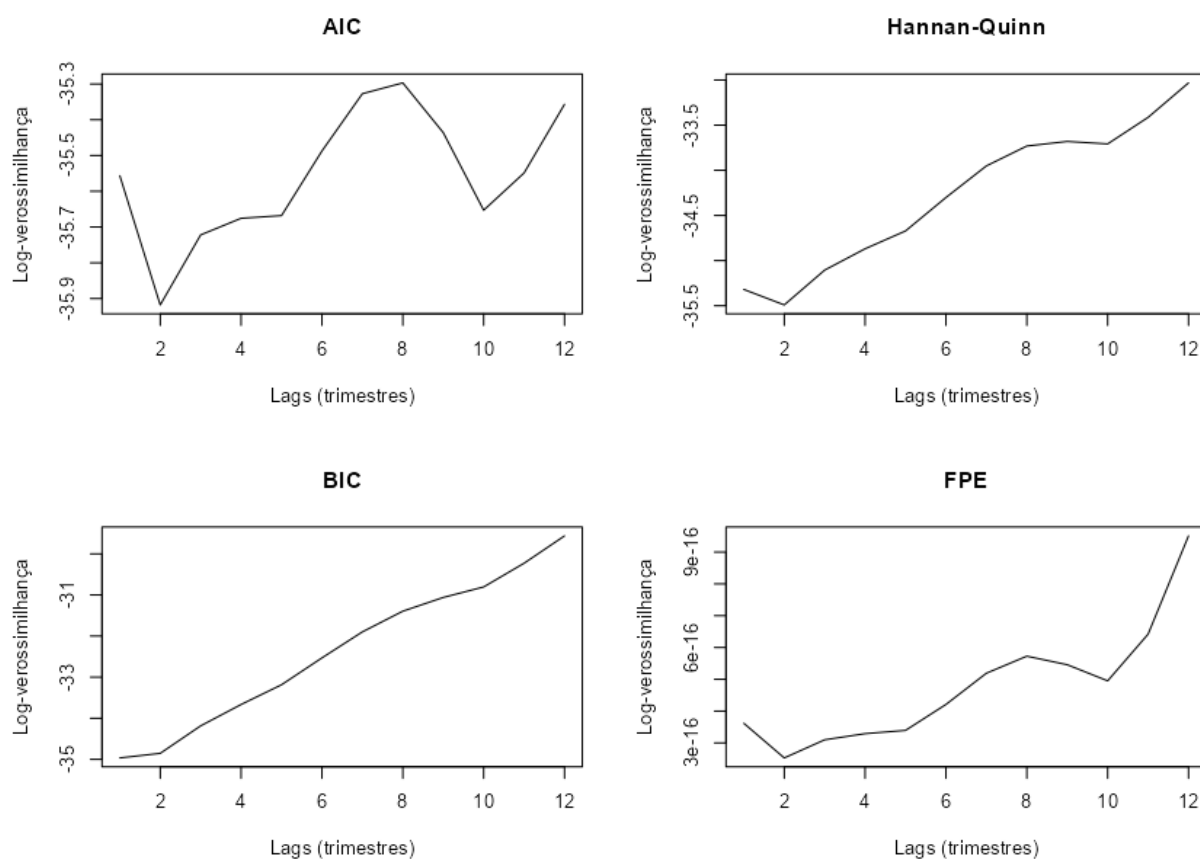 AIC
Log-verossimilhança
-35.9
-35.7
-35.5
-35.3
2
4
6
8
10
12
Lags (trimestres)
Hannan-Quinn
Log-verossimilhança
-35.5
-34.5
-33.5
2
4
6
8
10
12
Lags (trimestres)
BIC
Log-verossimilhança
-35
-33
-31
2
4
6
8
10
12
Lags (trimestres)
FPE
Log-verossimilhança
3e-16
6e-16
9e-16
2
4
6
8
10
12
Lags (trimestres)